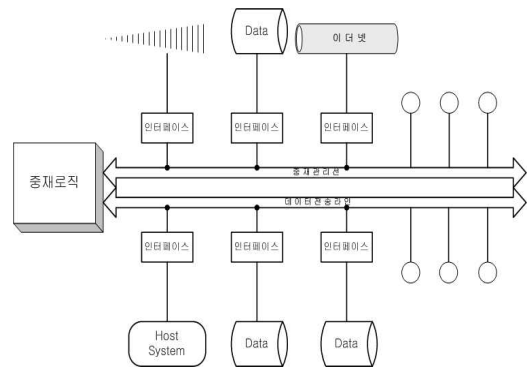 Data
이더넷
인터페이스
인터페이스
인터페이스
중재로직
중재관리선
데이터전송라인
인터페이스
인터페이스
인터페이스
Host
System
Data
Data